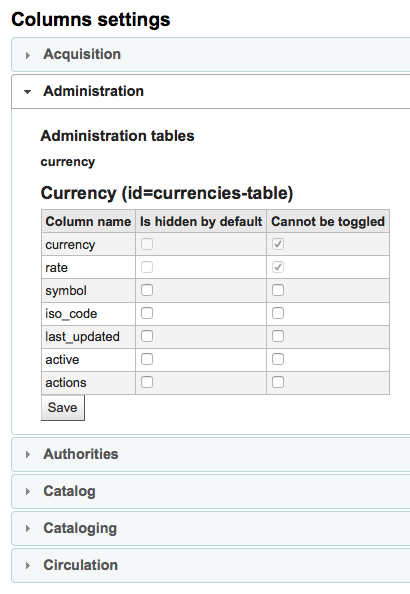 Columns settings
Acquisition
Administration
Administration tables
currency
Currency (id=currencies-table)
Column name Is hidden by default Cannot be toggled
currency
rate
symbol
iso_code
last_updated
active
actions
Save
Authorities
Catalog
Cataloging
Circulation